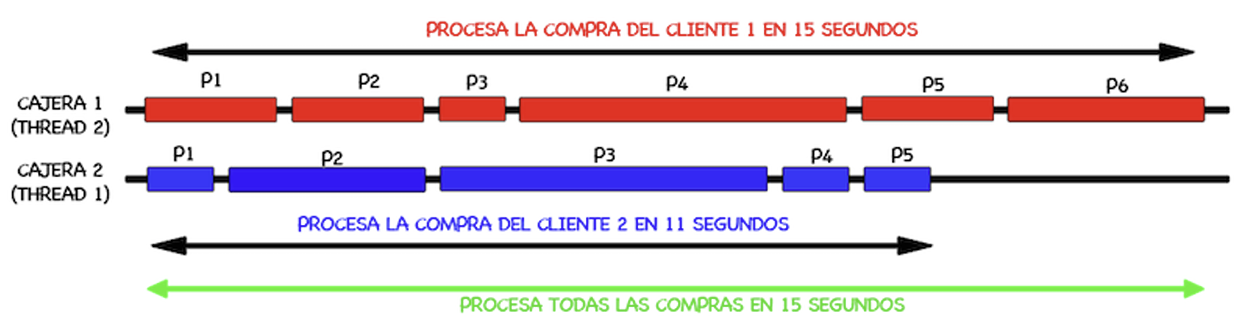 PROCESA LA COMPRA DEL CLIENTE 1 EN 15 SEGUNDOS
P1 P2 P3 P4 P5 P6
CAJERA 1
(THREAD 2)
P1 P2 P3 P4 P5
CAJERA 2
(THREAD 1)
PROCESA LA COMPRA DEL CLIENTE 2 EN 11 SEGUNDOS
PROCESA TODAS LAS COMPRAS EN 15 SEGUNDOS